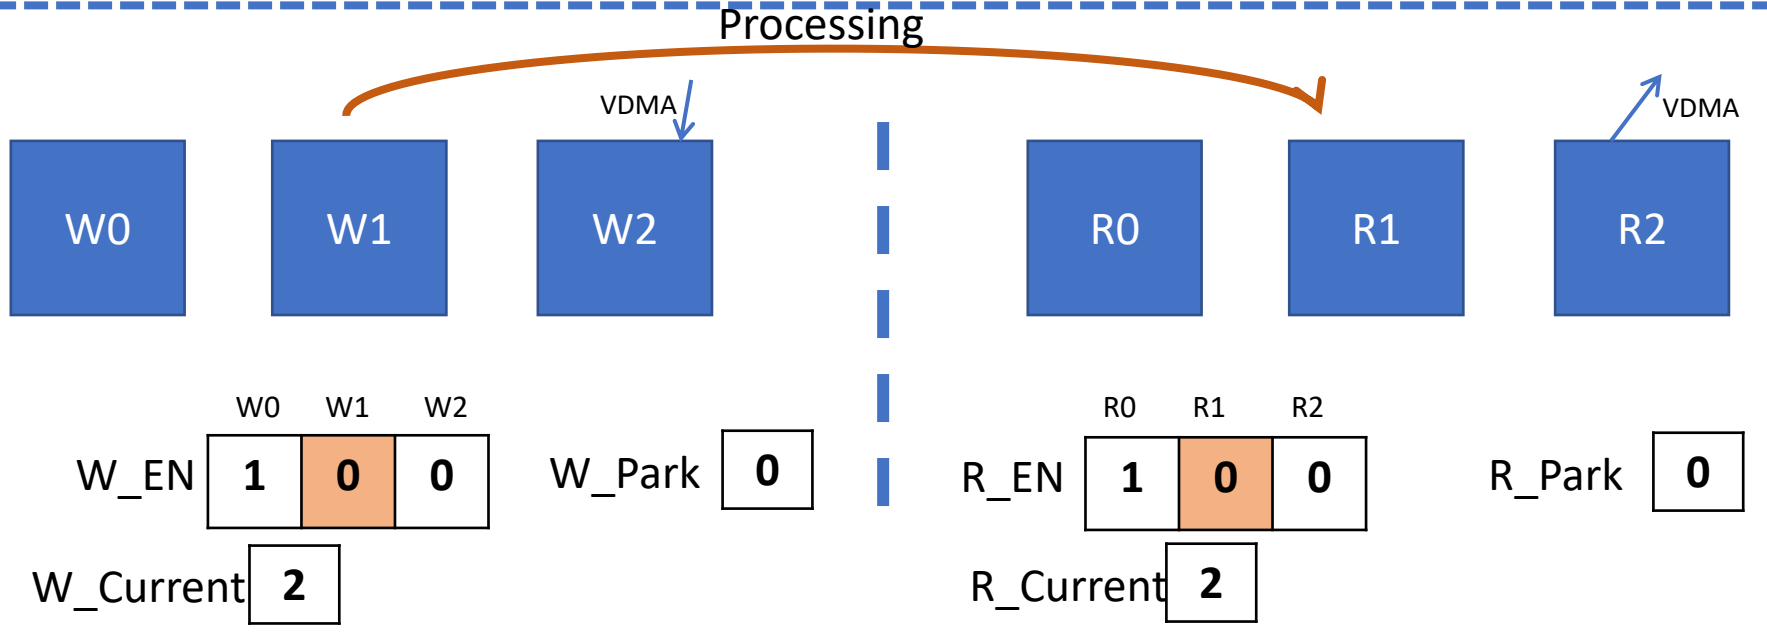 Processing
VDMA
VDMA
W0 W1 W2
R0 R1 R2
W0 W1 W2
R0 R1 R2
W_EN 1 0 0
W_Park 0
R_EN 1 0 0
R_Park 0
W_Current 2
R_Current 2